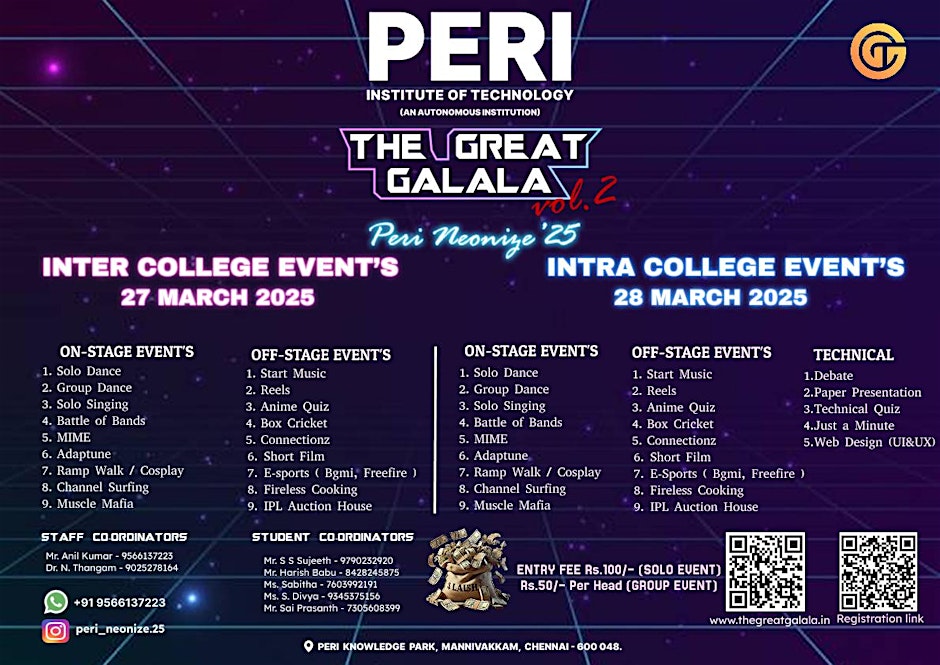 PERI
INSTITUTE OF TECHNOLOGY
(AN AUTONOMOUS INSTITUTION)
THE GREAT
GALALA
vol.2
Peri Neonize '25
INTER COLLEGE EVENT'S
27 MARCH 2025
ON-STAGE EVENT'S
1. Solo Dance
2. Group Dance
3. Solo Singing
4. Battle of Bands
5. MIME
6. Adaptune
7. Ramp Walk / Cosplay
8. Channel Surfing
9. Muscle Mafia
OFF-STAGE EVENT'S
1. Start Music
2. Reels
3. Anime Quiz
4. Box Cricket
5. Connectionz
6. Short Film
7. E-sports ( Bgmi, Freefire )
8. Fireless Cooking
9. IPL Auction House
INTRA COLLEGE EVENT'S
28 MARCH 2025
ON-STAGE EVENT'S
1. Solo Dance
2. Group Dance
3. Solo Singing
4. Battle of Bands
5. MIME
6. Adaptune
7. Ramp Walk / Cosplay
8. Channel Surfing
9. Muscle Mafia
OFF-STAGE EVENT'S
1. Start Music
2. Reels
3. Anime Quiz
4. Box Cricket
5. Connectionz
6. Short Film
7. E-Sports ( Bgmi, Freefire )
8. Fireless Cooking
9. IPL Auction House
TECHNICAL
1.Debate
2.Paper Presentation
3.Technical Quiz
4.Just a Minute
5.Web Design (UI&UX)
STAFF CO.ORDINATORS
Mr. Anil Kumar - 9566137223
Dr. N. Thangam - 9025278164
+91 9566137223
peri_neonize.25
STUDENT CO.ORDINATORS
Mr. S S Sujeeth - 9790232920
Mr. Harish Babu - 8428245875
Ms. Sabitha - 7603992191
Ms. S. Divya - 9345375156
Mr. Sai Prasanth - 7305608399
ENTRY FEE Rs.100/- (SOLO EVENT)
Rs.50/- Per Head (GROUP EVENT)
www.thegreatgalala.in
Registration link
PERI KNOWLEDGE PARK, MANNIVAKKAM, CHENNAI - 600 048.